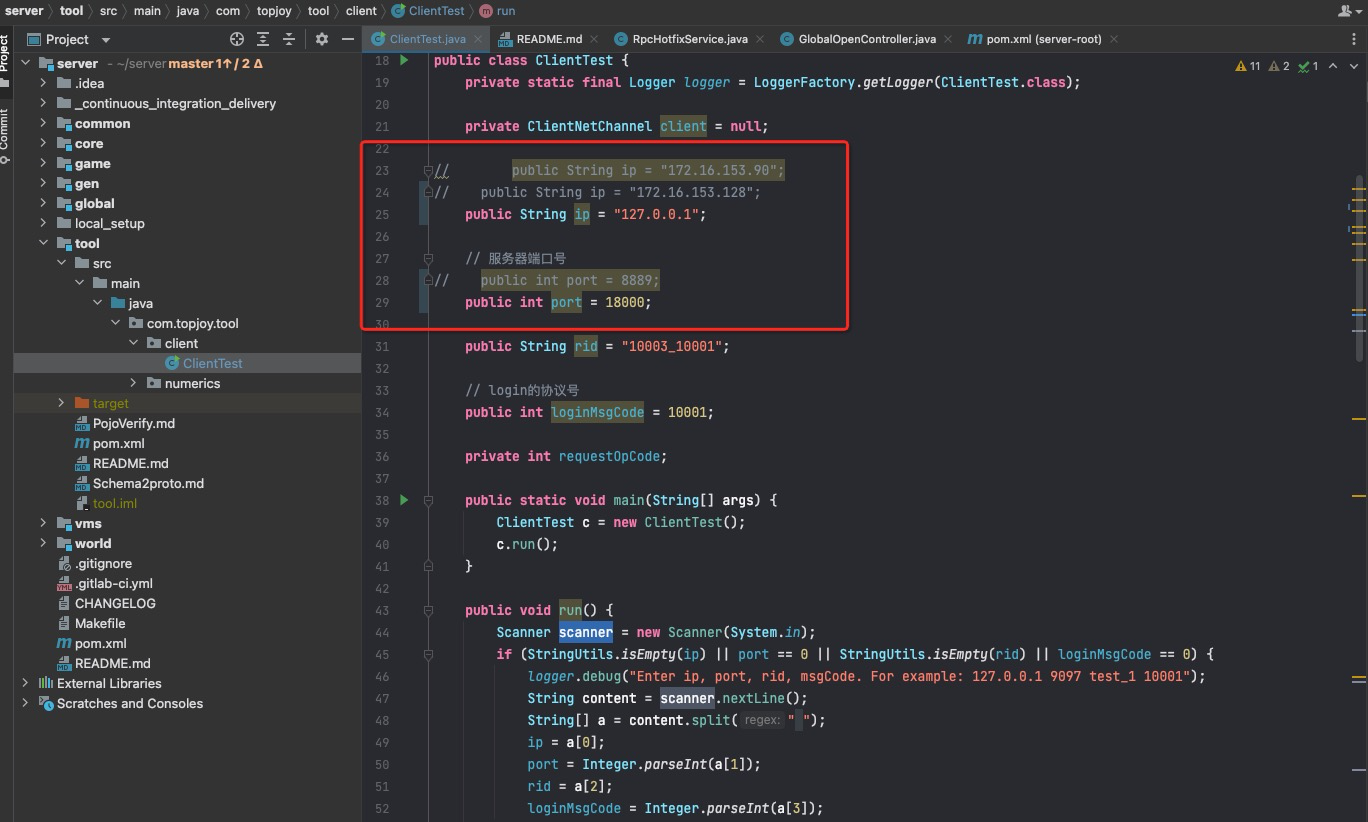 server tool src main java com topjoy tool client ClientTest run
Project
ClientTest.java README.md RpcHotfixService.java GlobalOpenController.java pom.xml (server-root)
Project
Commit
server - ~/server master 1↑ / 2 Δ
.idea
_continuous_integration_delivery
common
core
game
gen
global
local_setup
tool
src
main
java
com.topjoy.tool
client
ClientTest
numerics
target
PojoVerify.md
pom.xml
README.md
Schema2proto.md
tool.iml
vms
world
.gitignore
.gitlab-ci.yml
CHANGELOG
Makefile
pom.xml
README.md
External Libraries
Scratches and Consoles
11 2 1
18 public class ClientTest {
19 private static final Logger logger = LoggerFactory.getLogger(ClientTest.class);
20
21 private ClientNetChannel client = null;
22
23 // public String ip = "172.16.153.90";
24 // public String ip = "172.16.153.128";
25 public String ip = "127.0.0.1";
26
27 // 服务器端口号
28 // public int port = 8889;
29 public int port = 18000;
30
31 public String rid = "10003_10001";
32
33 // login的协议号
34 public int loginMsgCode = 10001;
35
36 private int requestOpCode;
37
38 public static void main(String[] args) {
39 ClientTest c = new ClientTest();
40 c.run();
41 }
42
43 public void run() {
44 Scanner scanner = new Scanner(System.in);
45 if (StringUtils.isEmpty(ip) || port == 0 || StringUtils.isEmpty(rid) || loginMsgCode == 0) {
46 logger.debug("Enter ip, port, rid, msgCode. For example: 127.0.0.1 9097 test_1 10001");
47 String content = scanner.nextLine();
48 String[] a = content.split( regex: " ");
49 ip = a[0];
50 port = Integer.parseInt(a[1]);
51 rid = a[2];
52 loginMsgCode = Integer.parseInt(a[3]);